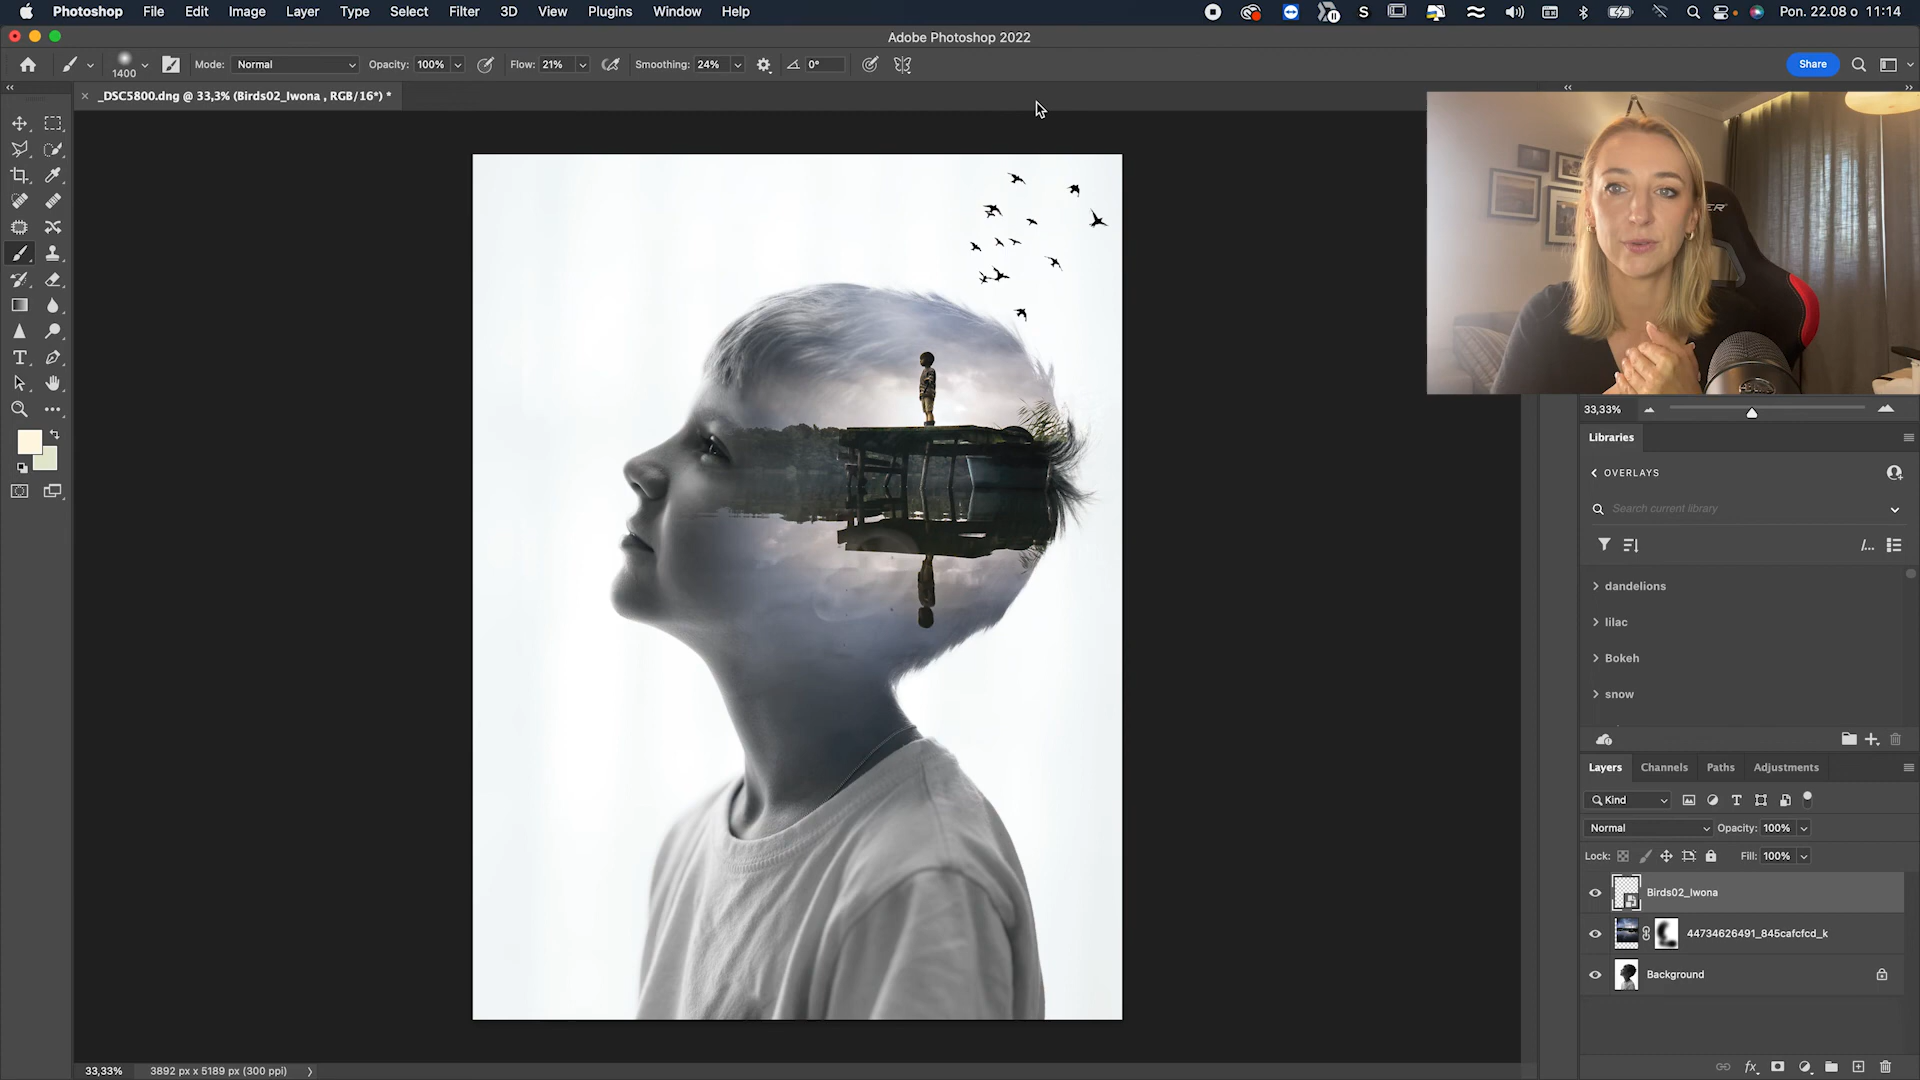 Photoshop File Edit Image Layer Type Select Filter 3D View Plugins Window Help
S
Pon. 22.08 o 11:14
Adobe Photoshop 2022
1400
Mode: Normal
Opacity: 100%
Flow: 21%
Smoothing: 24%
0°
Share
_DSC5800.dng @ 33,3% (Birds02_Iwona , RGB/16*) *
33,33%
Libraries
OVERLAYS
Search current library
/...
dandelions
lilac
Bokeh
snow
Layers Channels Paths Adjustments
Kind
Normal
Opacity: 100%
Lock:
Fill: 100%
Birds02_Iwona
44734626491_845cafcfcd_k
Background
33,33%
3892 px x 5189 px (300 ppi)